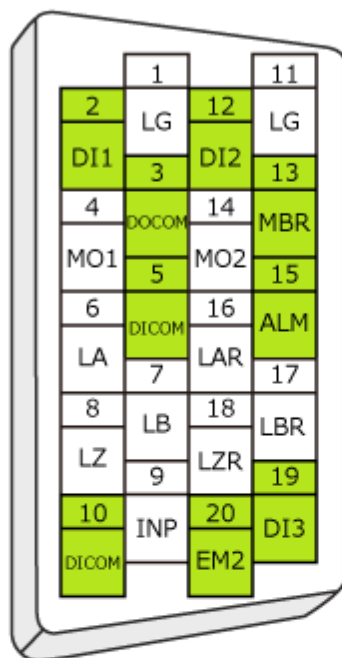 1 11
2 LG 12 LG
DI1 3 DI2 13
4 DOCOM 14 MBR
MO1 5 MO2 15
6 DICOM 16 ALM
LA 7 LAR 17
8 LB 18 LBR
LZ 9 LZR 19
10 INP 20 DI3
DICOM EM2